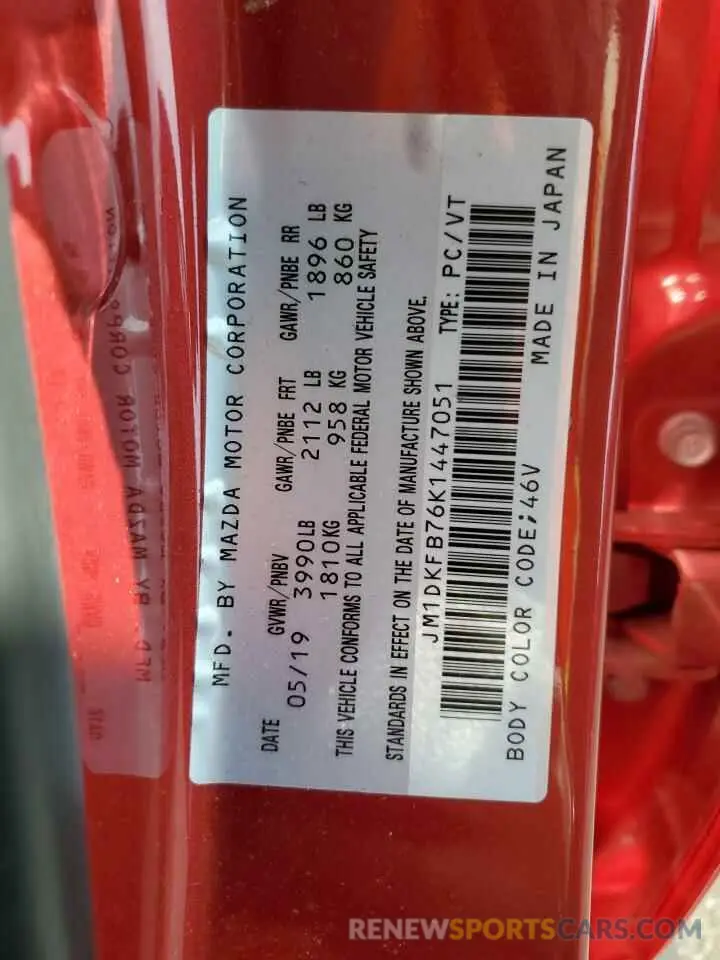 MFD. BY MAZDA MOTOR CORPORATION
DATE GVWR/PNBV GAWR/PNBE FRT GAWR/PNBE RR
05/19 3990LB 2112 LB 1896 LB
1810KG 958 KG 860 KG
THIS VEHICLE CONFORMS TO ALL APPLICABLE FEDERAL MOTOR VEHICLE SAFETY
STANDARDS IN EFFECT ON THE DATE OF MANUFACTURE SHOWN ABOVE.
JM1DKFB76K1447051 TYPE: PC/VT
BODY COLOR CODE;46V MADE IN JAPAN
RENEWSPORTSCARS.COM